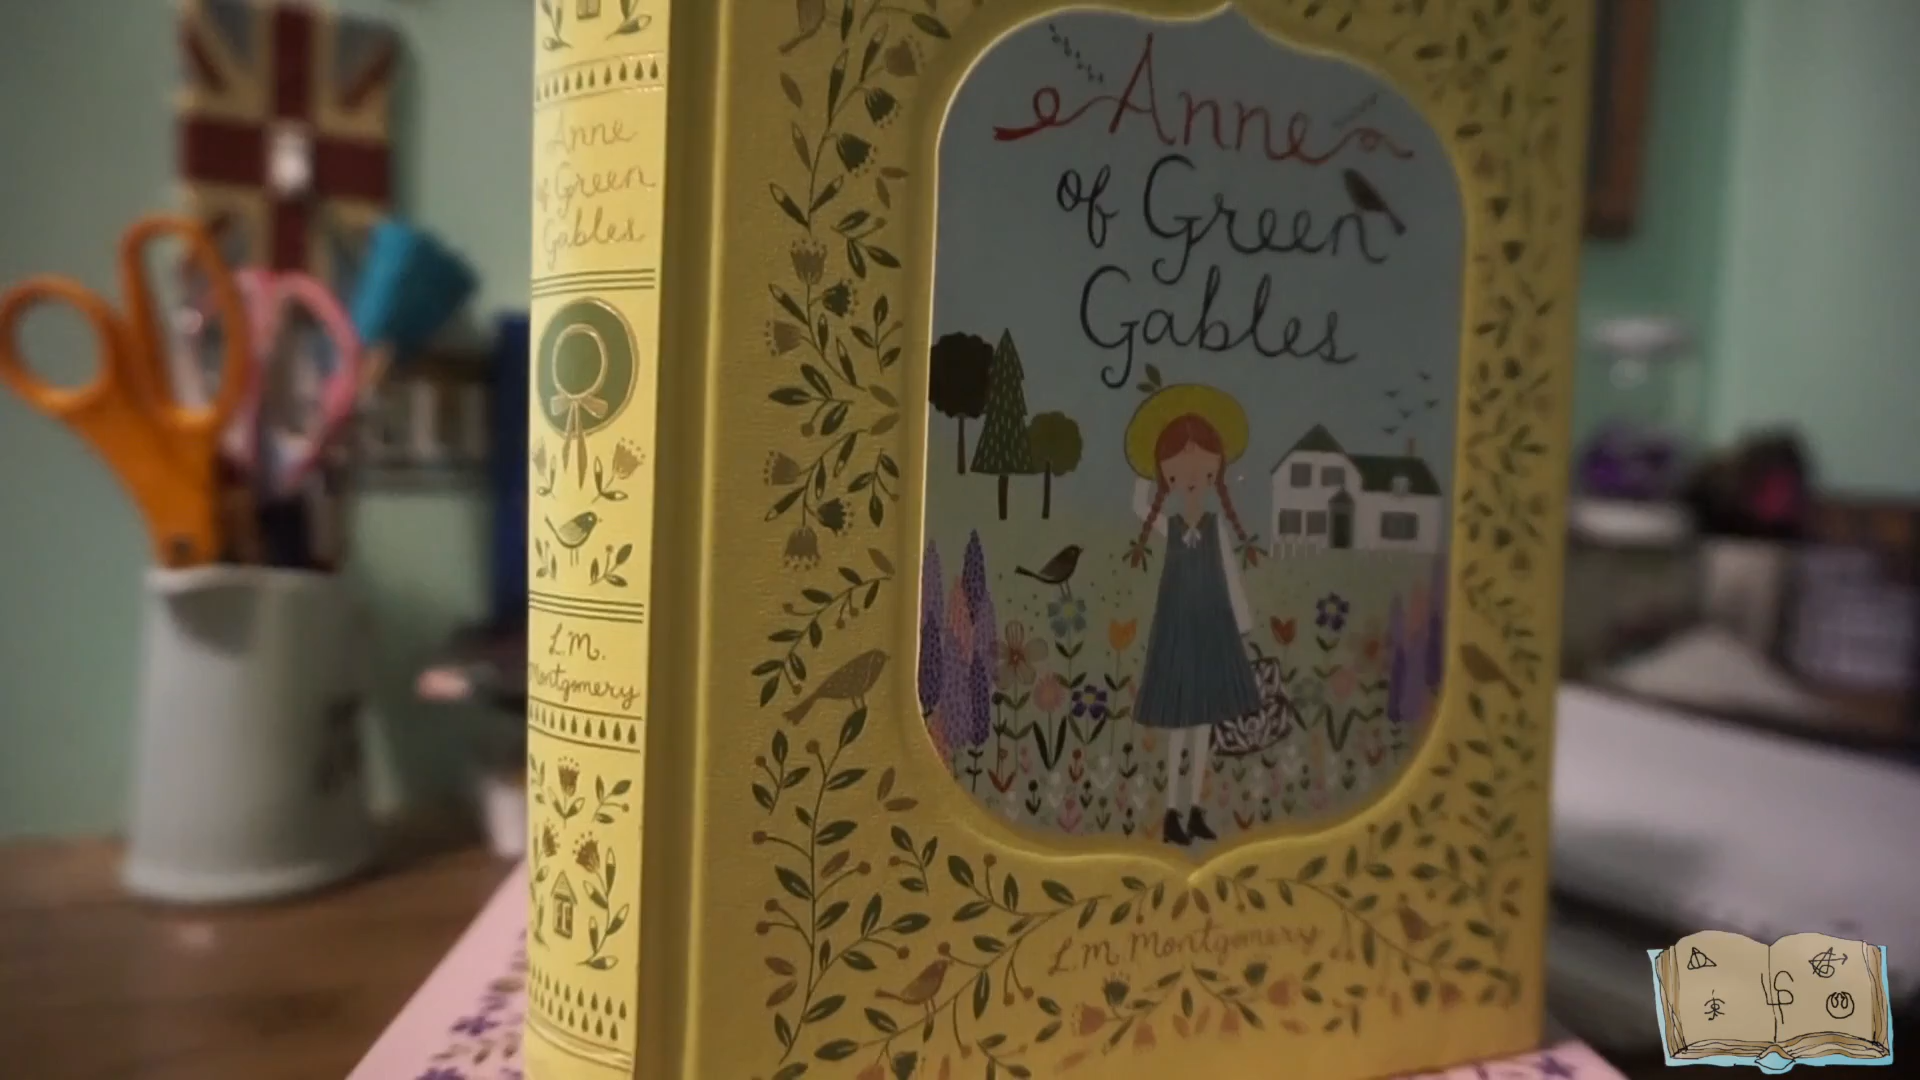 Anne
of Green
Gables
L.M.
Montgomery
Anne
of Green
Gables
L.M. Montgomery